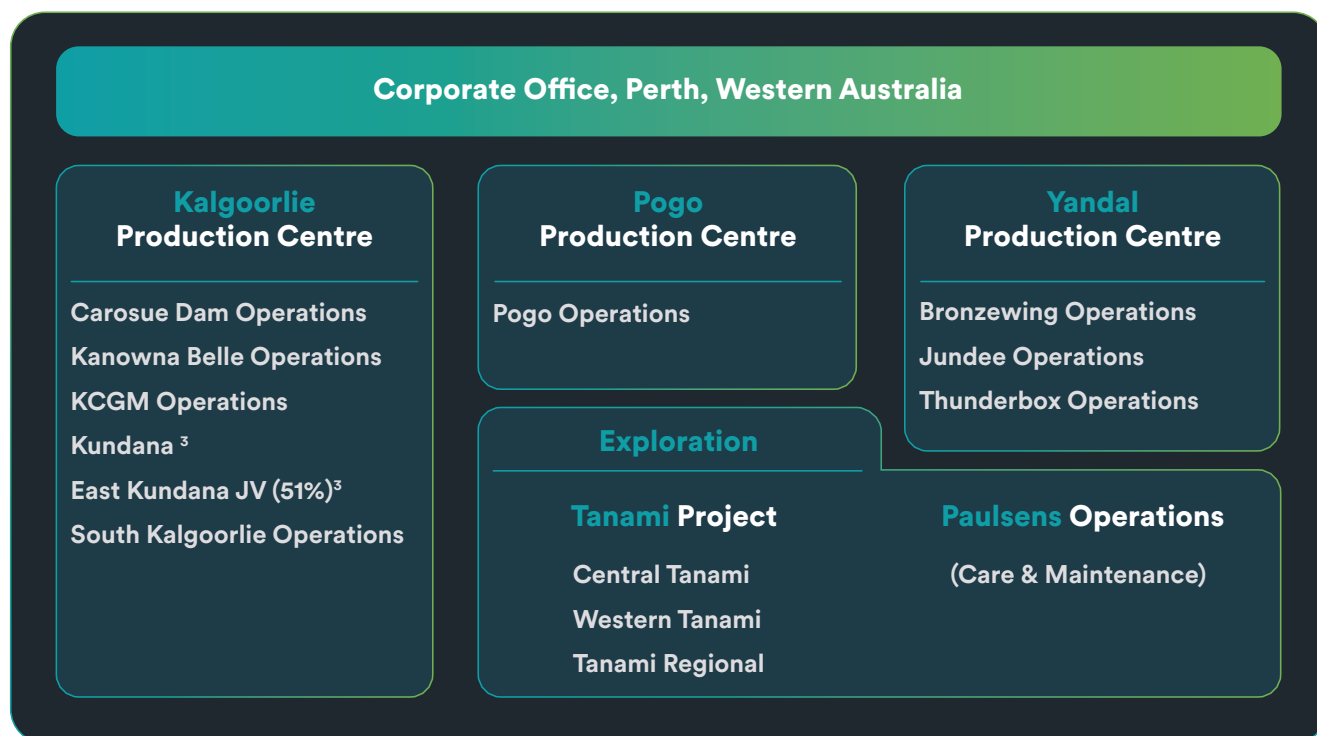 Corporate Office, Perth, Western Australia
Kalgoorlie
Production Centre
Carosue Dam Operations
Kanowna Belle Operations
KCGM Operations
Kundana ³
East Kundana JV (51%)³
South Kalgoorlie Operations
Pogo
Production Centre
Pogo Operations
Yandal
Production Centre
Bronzewing Operations
Jundee Operations
Thunderbox Operations
Exploration
Tanami Project
Central Tanami
Western Tanami
Tanami Regional
Paulsens Operations
(Care & Maintenance)